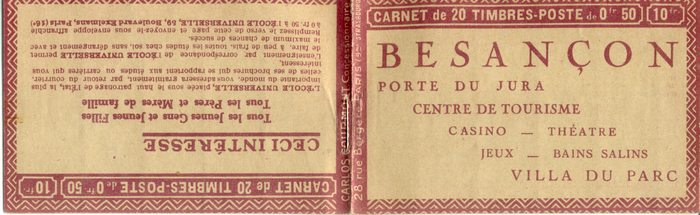 CARNET de 20 TIMBRES-POSTE de 0fr 50
10fr
BESANÇON
PORTE DU JURA
CENTRE DE TOURISME
CASINO — THÉATRE
JEUX — BAINS SALINS
VILLA DU PARC
CARLOS COURMONT Concessionnaire
28 rue Bergère PARIS
CARNET de 20 TIMBRES-POSTE de 0fr 50
10fr
CECI INTÉRESSE
Tous les Jeunes Gens et Jeunes Filles
Tous les Pères et Mères de famille
L'ÉCOLE UNIVERSELLE, placée sous le haut patronage de l'État, la plus
importante du monde, vous adressera gratuitement, par retour du courrier,
celles de ses brochures qui se rapportent aux études ou carrières qui vous
intéressent.
L'enseignement par correspondance de l'ÉCOLE UNIVERSELLE permet
de faire, à peu de frais, toutes les études chez soi, sans dérangement et avec
le maximum de chances de succès.
Remplissez le verso de cette page et envoyez-le sous enveloppe affranchie
à 0 fr 50 à l'ÉCOLE UNIVERSELLE, 59, Boulevard Exelmans, Paris (16e)